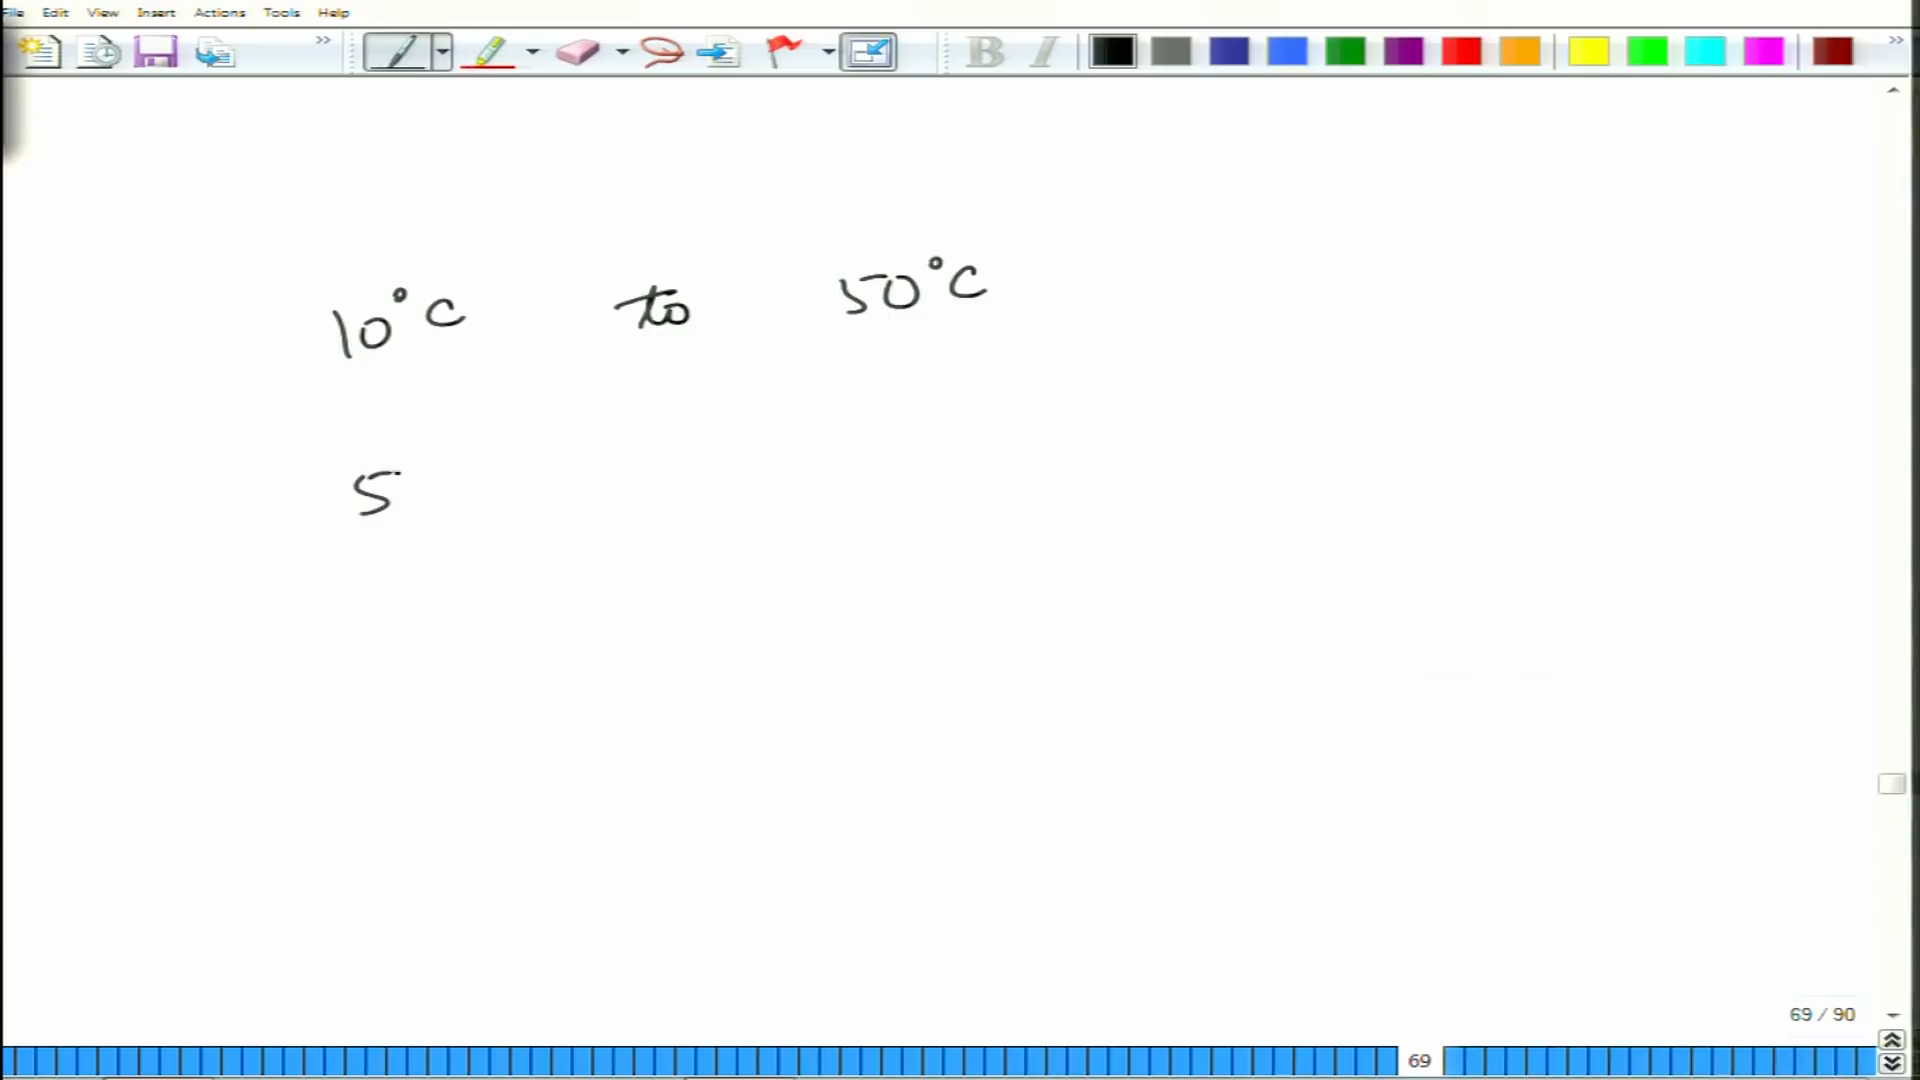 File Edit View Insert Actions Tools Help
B I
10°C to 50°C
5
69 / 90
69